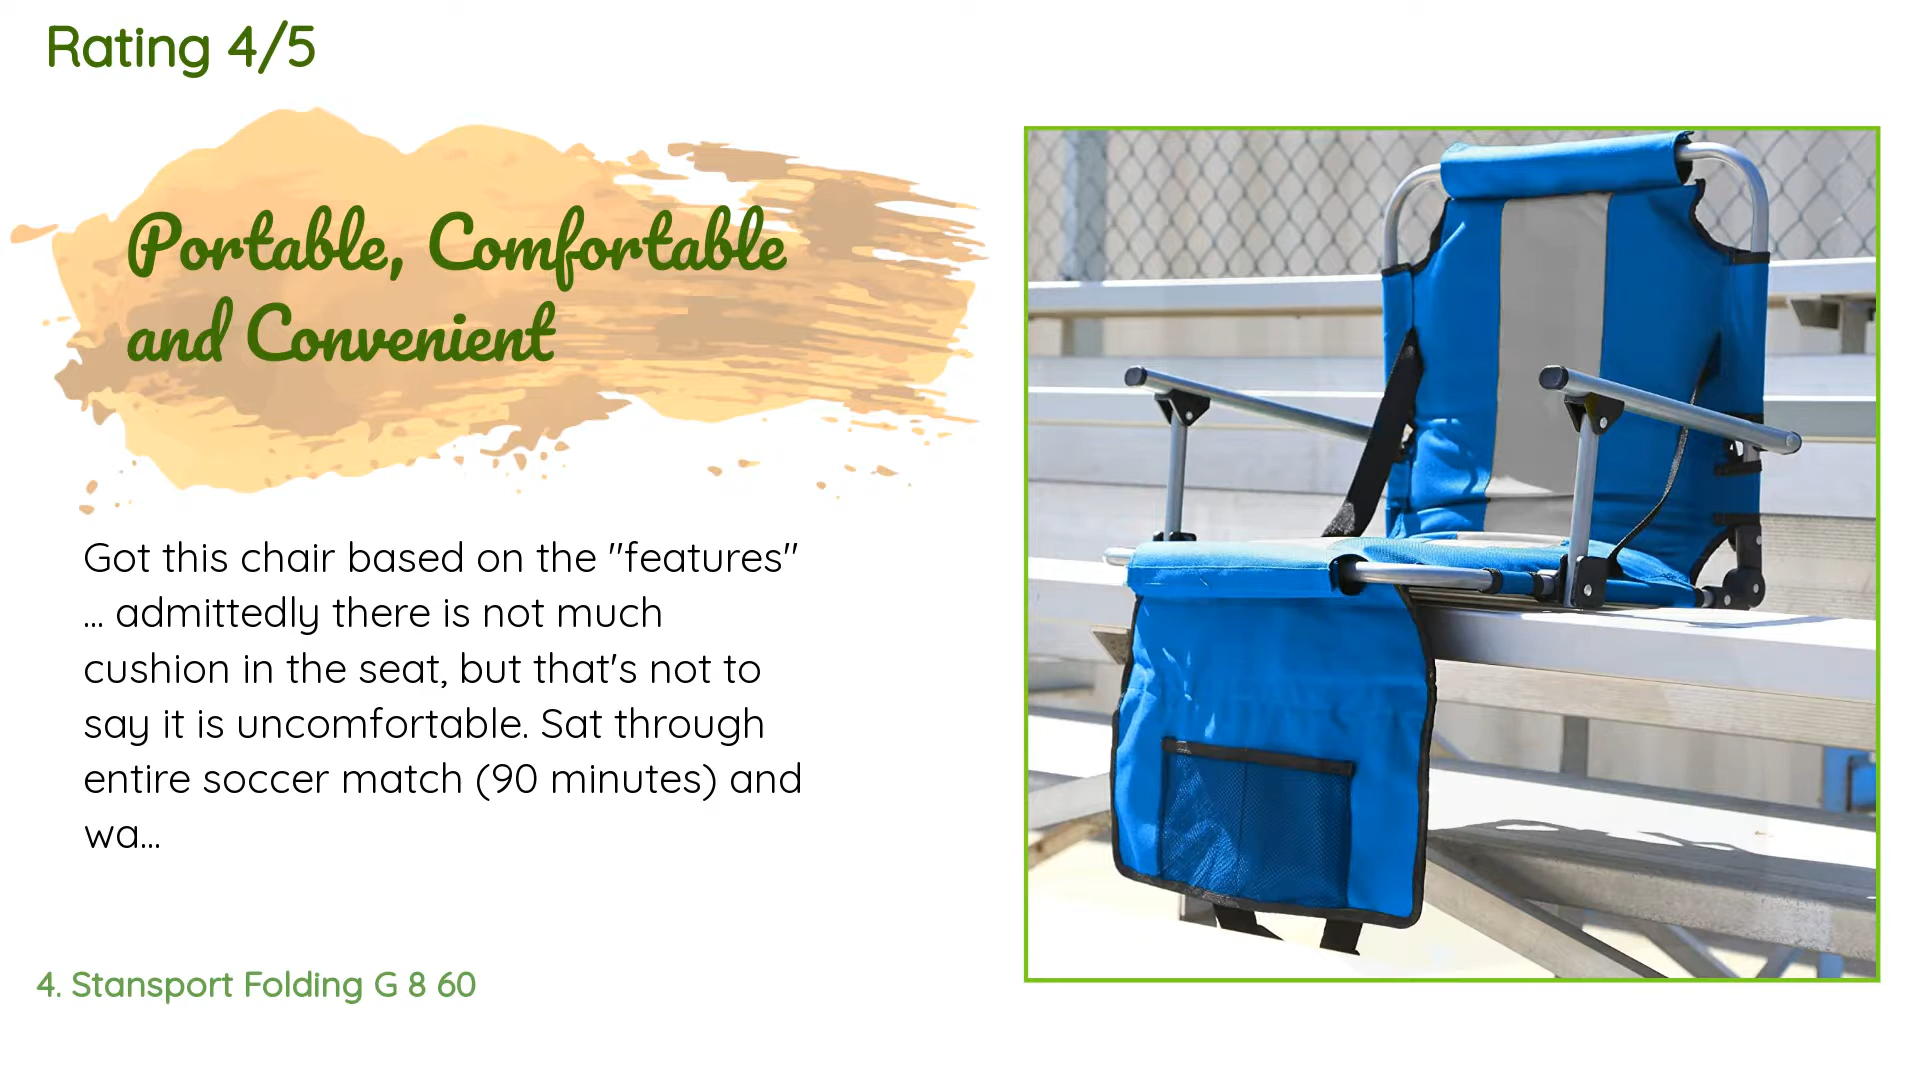 Rating 4/5
Portable, Comfortable
and Convenient
Got this chair based on the "features"
... admittedly there is not much
cushion in the seat, but that's not to
say it is uncomfortable. Sat through
entire soccer match (90 minutes) and
wa...
4. Stansport Folding G 8 60